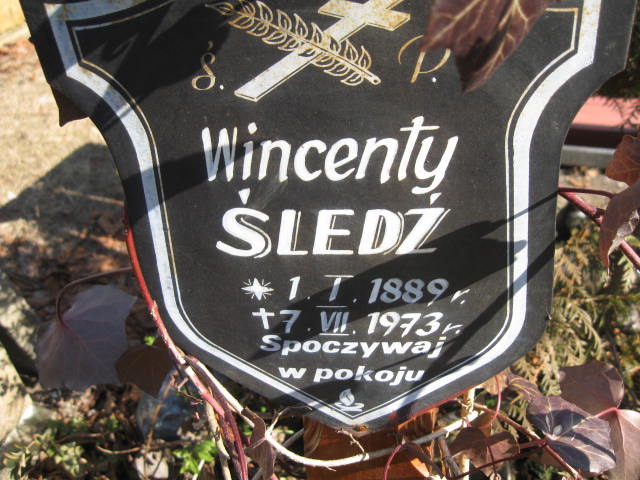 ś. p.
Wincenty
ŚLEDŹ
* 1. I. 1889 r.
† 7. VII. 1973 r.
Spoczywaj
w pokoju